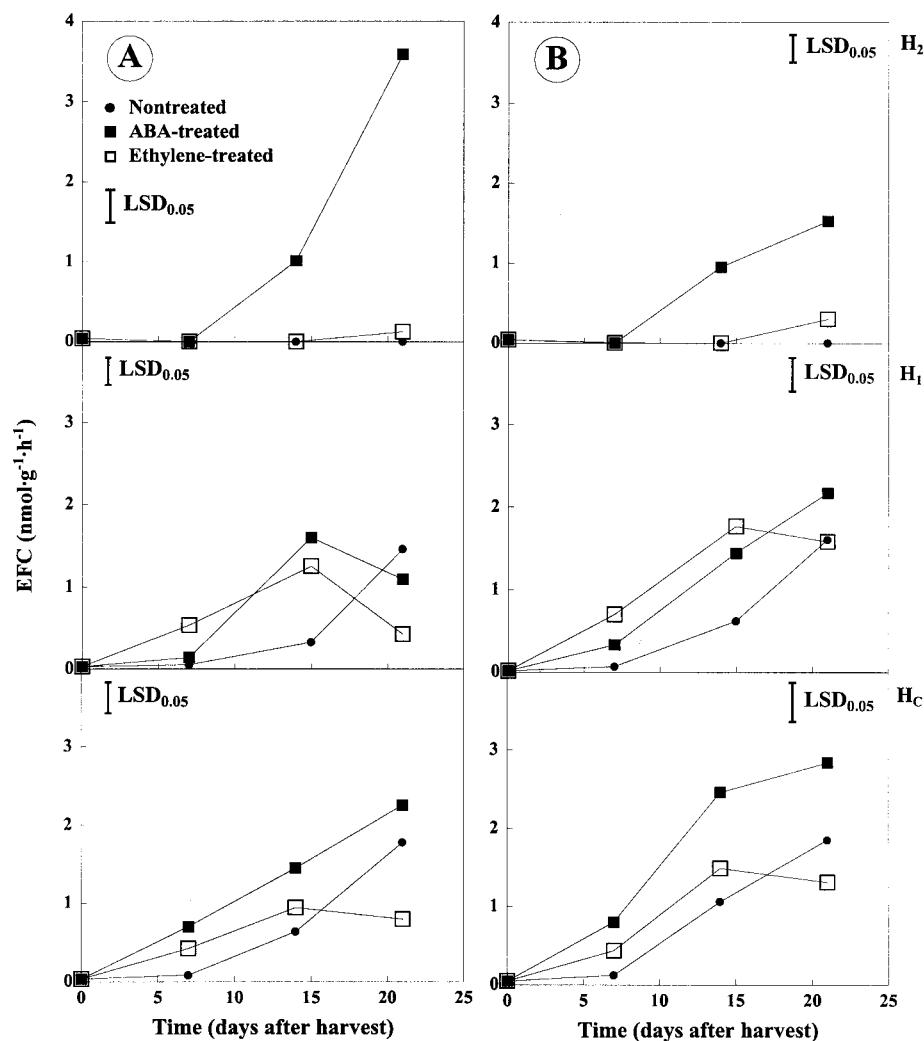 4
3
2
1
0
A
Nontreated
ABA-treated
Ethylene-treated
LSD0.05
4
3
2
1
0
B
LSD0.05 H2
EFC (nmol·g-1·h-1)
3
2
1
0
LSD0.05
3
2
1
0
LSD0.05 H1
3
2
1
0
LSD0.05
0 5 10 15 20 25
Time (days after harvest)
3
2
1
0
LSD0.05 HC
0 5 10 15 20 25
Time (days after harvest)